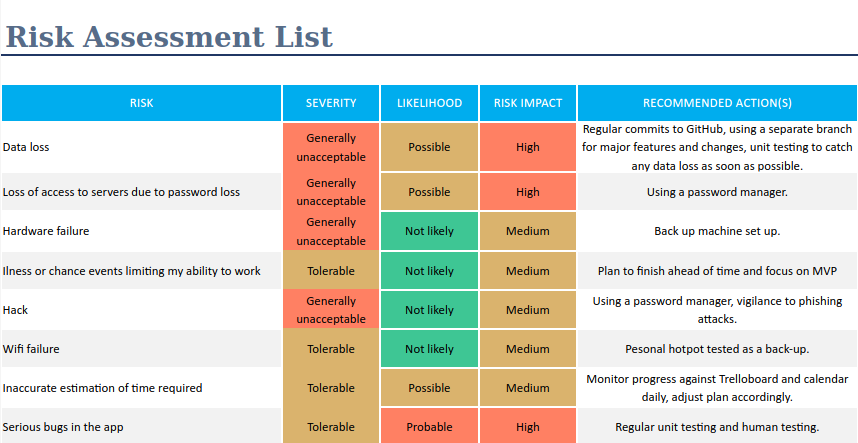 Risk Assessment List
RISK SEVERITY LIKELIHOOD RISK IMPACT RECOMMENDED ACTION(S)
Data loss
Generally
unacceptable
Possible
High
Regular commits to GitHub, using a separate branch
for major features and changes, unit testing to catch
any data loss as soon as possible.
Loss of access to servers due to password loss
Generally
unacceptable
Possible
High
Using a password manager.
Hardware failure
Generally
unacceptable
Not likely
Medium
Back up machine set up.
Ilness or chance events limiting my ability to work
Tolerable
Not likely
Medium
Plan to finish ahead of time and focus on MVP
Hack
Generally
unacceptable
Not likely
Medium
Using a password manager, vigilance to phishing
attacks.
Wifi failure
Tolerable
Not likely
Medium
Pesonal hotpot tested as a back-up.
Inaccurate estimation of time required
Tolerable
Possible
Medium
Monitor progress against Trelloboard and calendar
daily, adjust plan accordingly.
Serious bugs in the app
Tolerable
Probable
High
Regular unit testing and human testing.